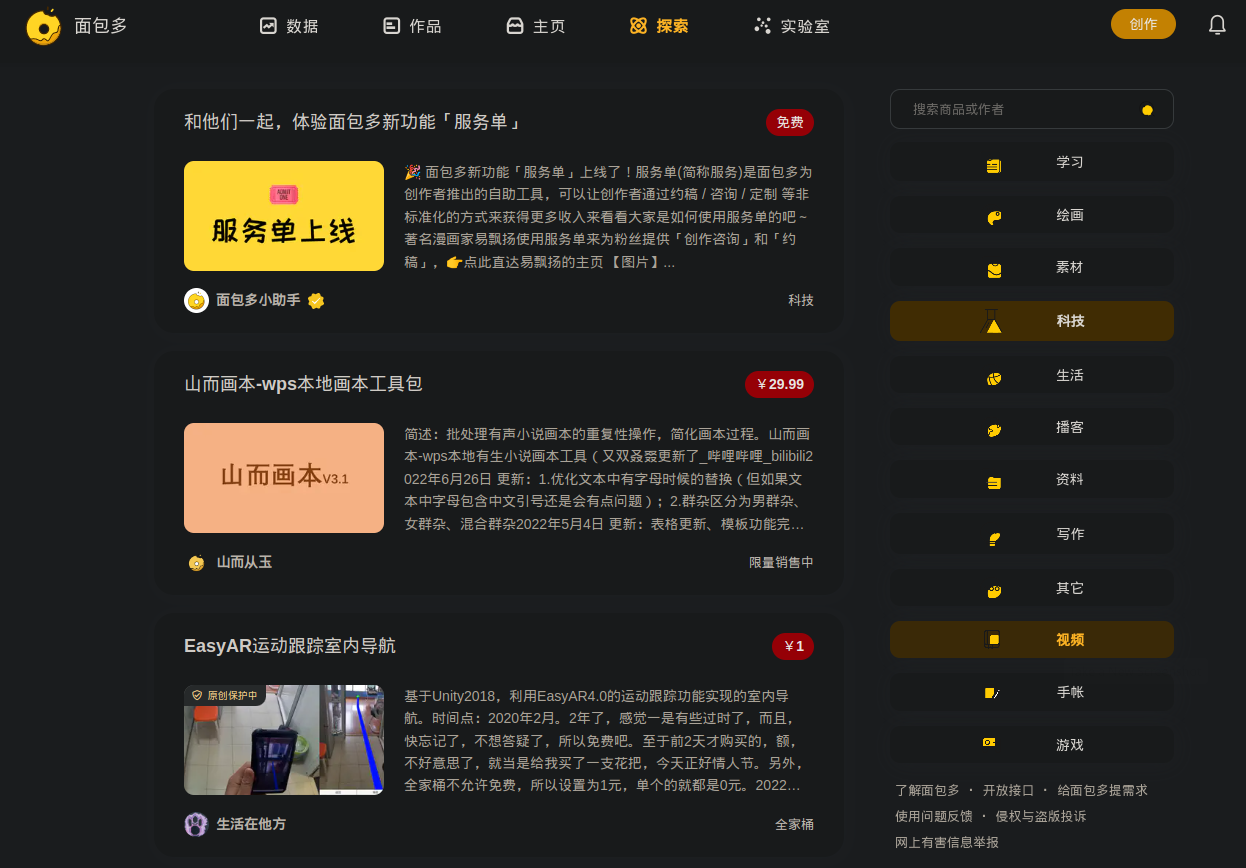 面包多
数据
作品
主页
探索
实验室
创作
和他们一起，体验面包多新功能「服务单」
免费
服务单上线
🎉 面包多新功能「服务单」上线了！服务单(简称服务)是面包多为
创作者推出的自助工具，可以让创作者通过约稿 / 咨询 / 定制 等非
标准化的方式来获得更多收入来看看大家是如何使用服务单的吧 ~
著名漫画家易飘扬使用服务单来为粉丝提供「创作咨询」和「约
稿」，👉点此直达易飘扬的主页 【图片】...
面包多小助手
科技
山而画本-wps本地画本工具包
￥29.99
山而画本V3.1
简述：批处理有声小说画本的重复性操作，简化画本过程。山而画
本-wps本地有生小说画本工具（又双叒叕更新了_哔哩哔哩_bilibili2
022年6月26日 更新：1.优化文本中有字母时候的替换（但如果文
本中字母包含中文引号还是会有点问题）；2.群杂区分为男群杂、
女群杂、混合群杂2022年5月4日 更新：表格更新、模板功能完...
山而从玉
限量销售中
EasyAR运动跟踪室内导航
￥1
原创保护中
基于Unity2018，利用EasyAR4.0的运动跟踪功能实现的室内导
航。时间点：2020年2月。2年了，感觉一是有些过时了，而且，
快忘记了，不想答疑了，所以免费吧。至于前2天才购买的，额，
不好意思了，就当是给我买了一支花把，今天正好情人节。另外，
全家桶不允许免费，所以设置为1元，单个的就都是0元。2022...
生活在他方
全家桶
搜索商品或作者
学习
绘画
素材
科技
生活
播客
资料
写作
其它
视频
手帐
游戏
了解面包多 · 开放接口 · 给面包多提需求
使用问题反馈 · 侵权与盗版投诉
网上有害信息举报